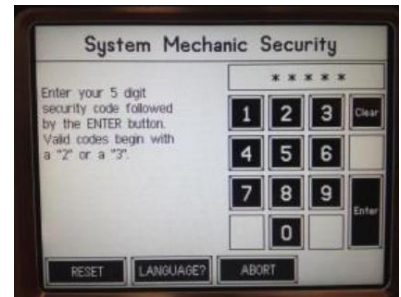 System Mechanic Security
* * * * *
Enter your 5 digit
security code followed
by the ENTER button.
Valid codes begin with
a "2" or a "3".
1 2 3 Clear
4 5 6
7 8 9
Enter
0
RESET LANGUAGE? ABORT